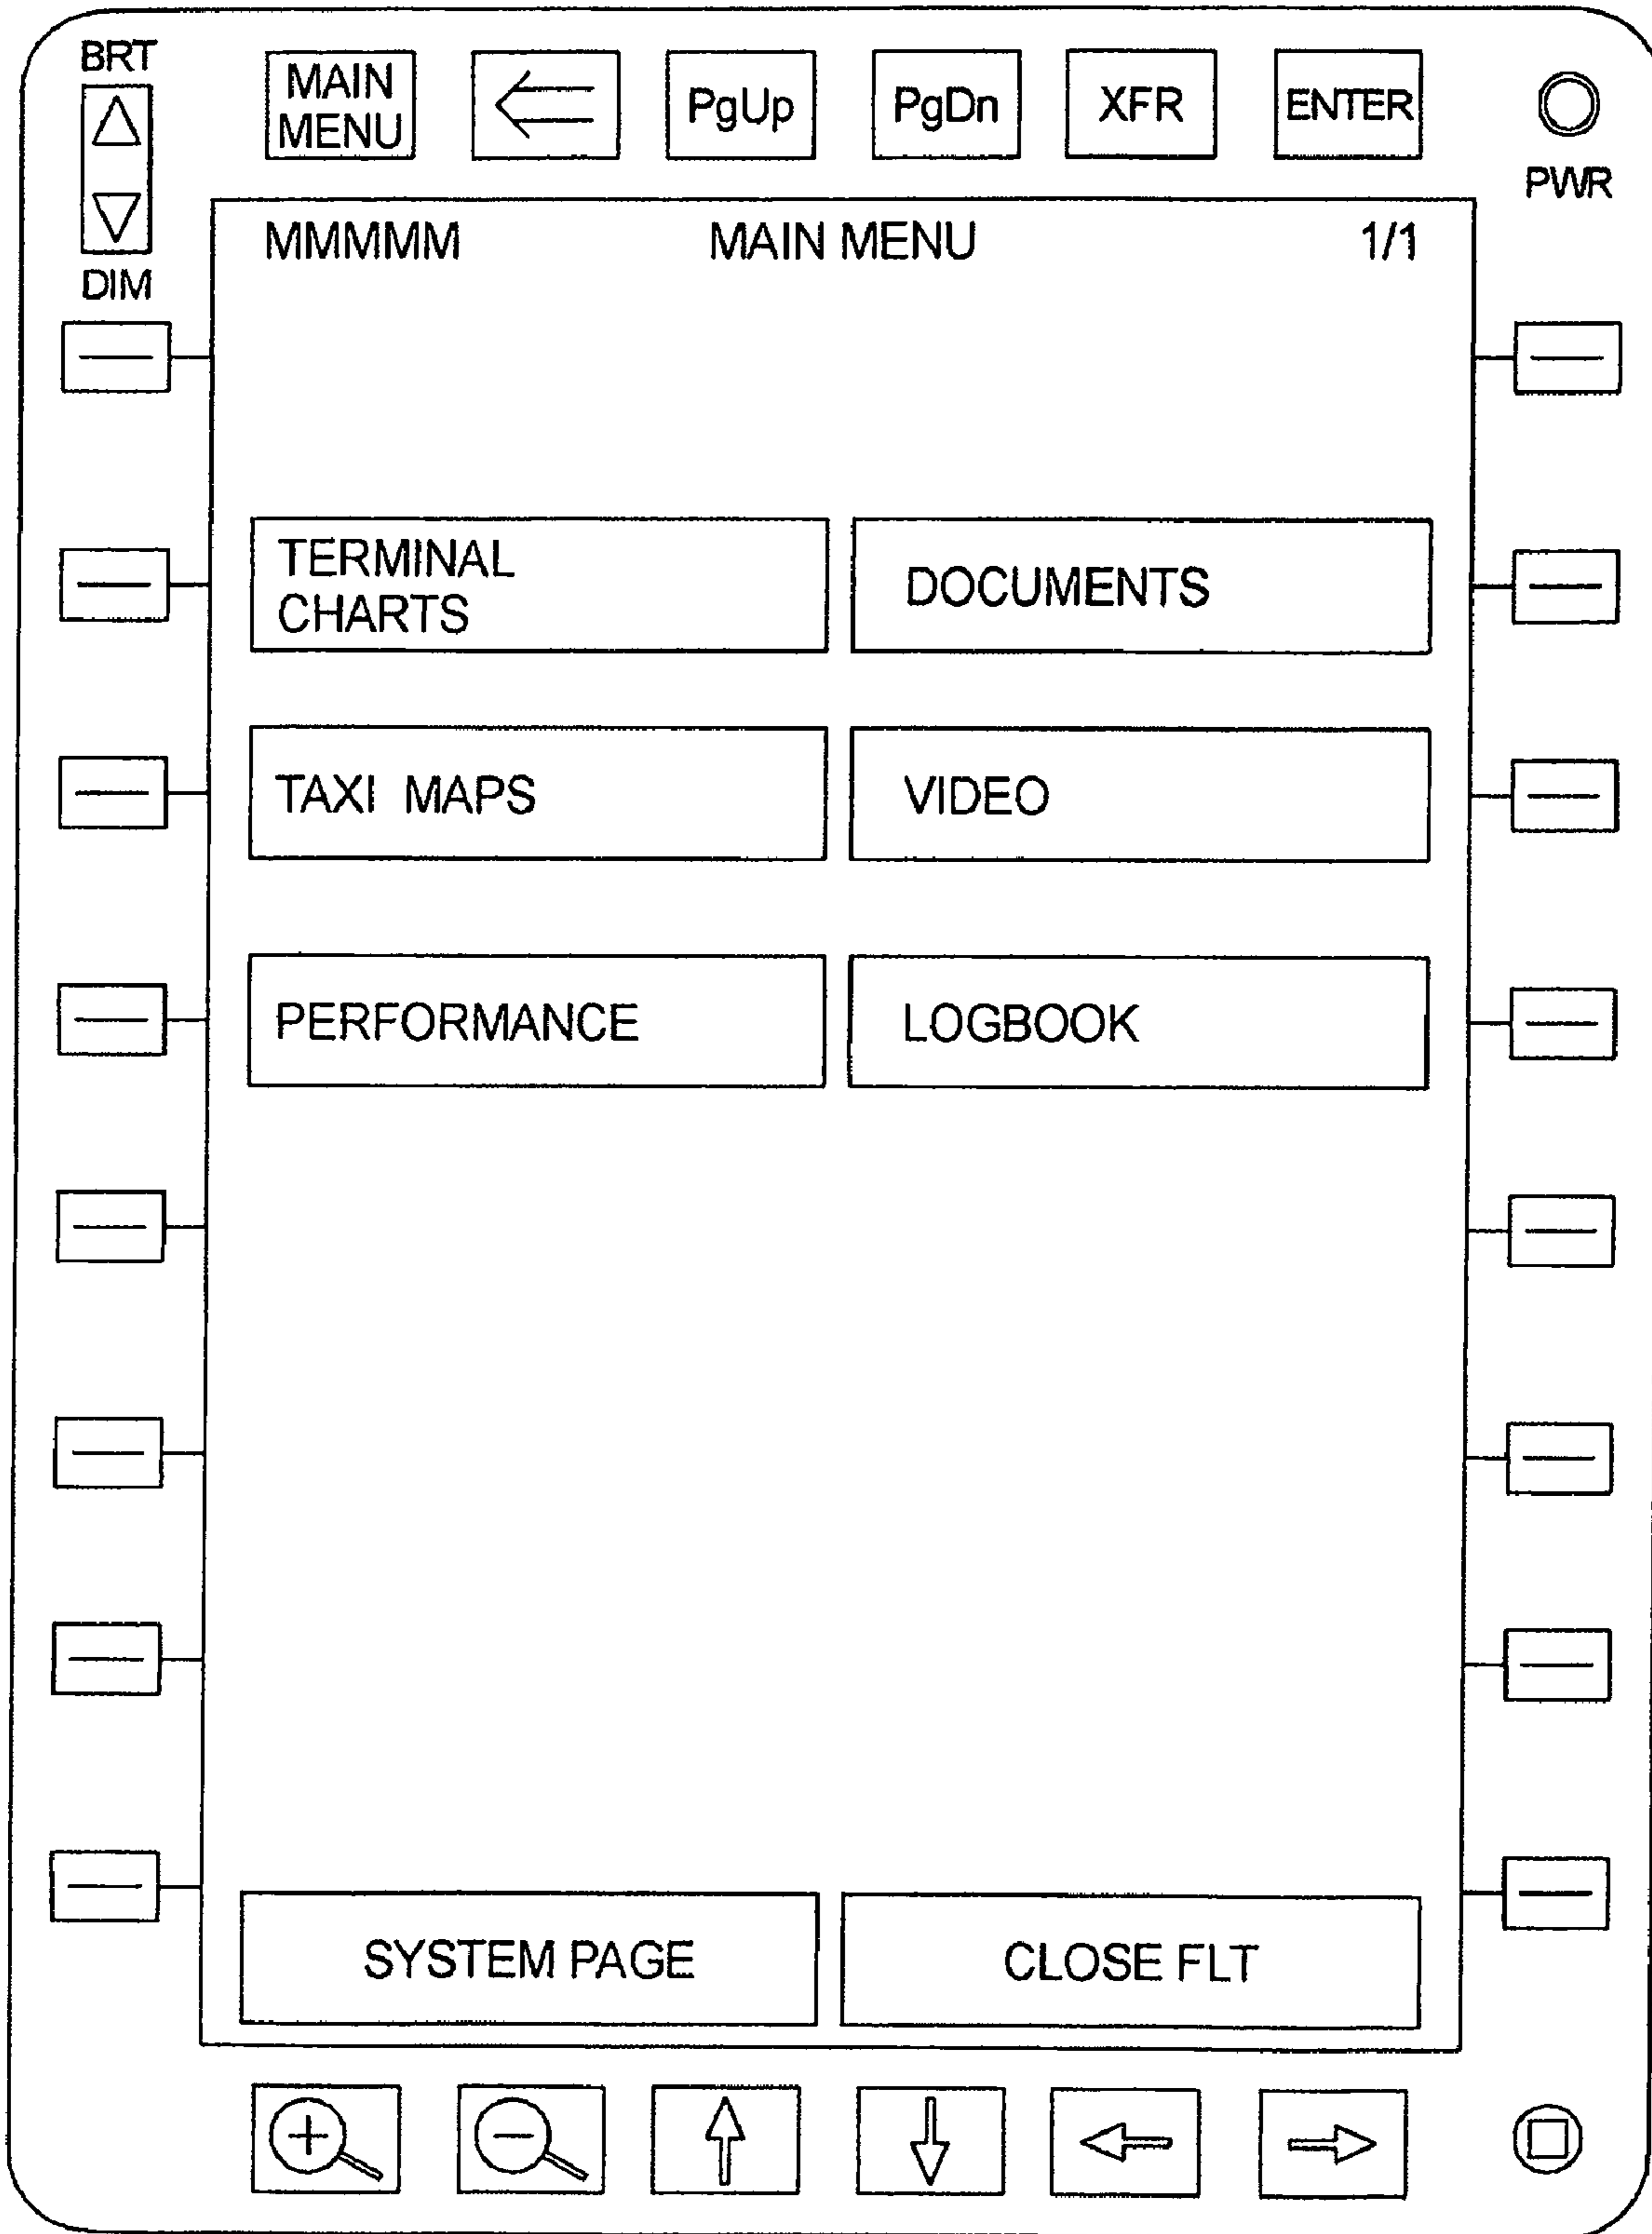 BRT
MAIN
MENU
PgUp
PgDn
XFR
ENTER
PWR
DIM
MMMMM MAIN MENU 1/1
TERMINAL
CHARTS
DOCUMENTS
TAXI MAPS
VIDEO
PERFORMANCE
LOGBOOK
SYSTEM PAGE
CLOSE FLT